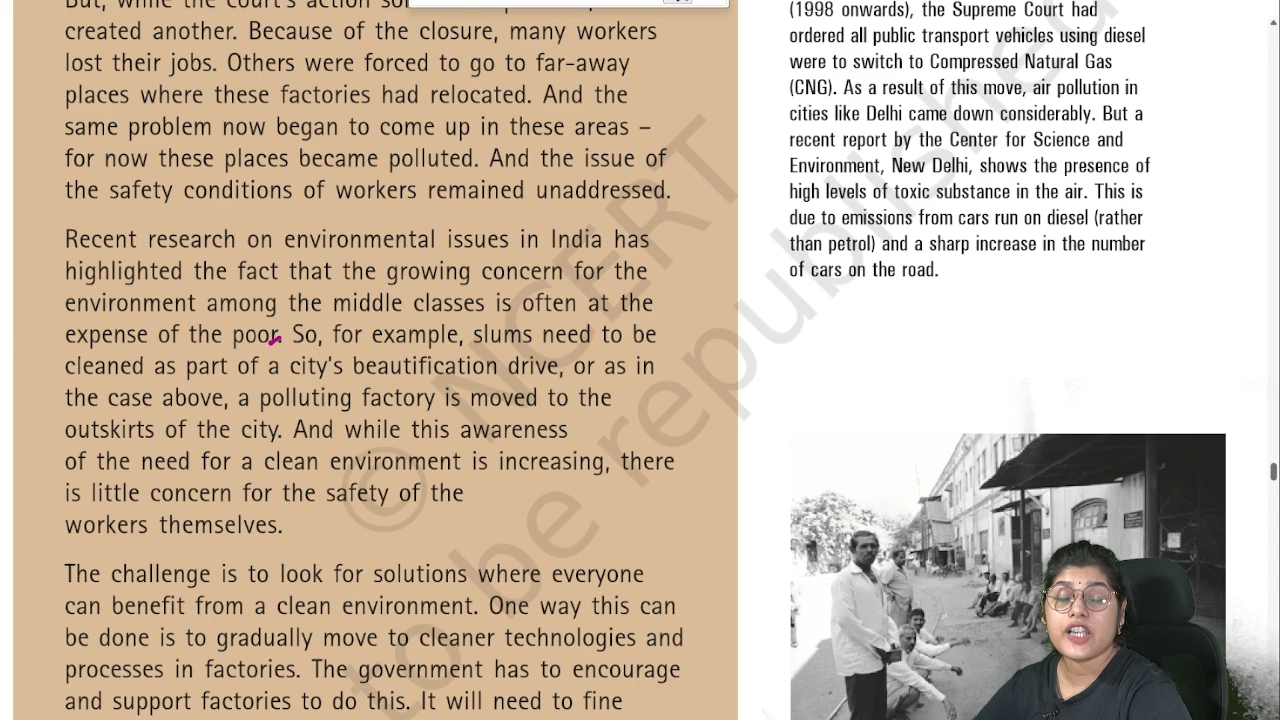 But, while the court's action
created another. Because of the closure, many workers
lost their jobs. Others were forced to go to far-away
places where these factories had relocated. And the
same problem now began to come up in these areas –
for now these places became polluted. And the issue of
the safety conditions of workers remained unaddressed.
Recent research on environmental issues in India has
highlighted the fact that the growing concern for the
environment among the middle classes is often at the
expense of the poor. So, for example, slums need to be
cleaned as part of a city's beautification drive, or as in
the case above, a polluting factory is moved to the
outskirts of the city. And while this awareness
of the need for a clean environment is increasing, there
is little concern for the safety of the
workers themselves.
The challenge is to look for solutions where everyone
can benefit from a clean environment. One way this can
be done is to gradually move to cleaner technologies and
processes in factories. The government has to encourage
and support factories to do this. It will need to fine
(1998 onwards), the Supreme Court had
ordered all public transport vehicles using diesel
were to switch to Compressed Natural Gas
(CNG). As a result of this move, air pollution in
cities like Delhi came down considerably. But a
recent report by the Center for Science and
Environment, New Delhi, shows the presence of
high levels of toxic substance in the air. This is
due to emissions from cars run on diesel (rather
than petrol) and a sharp increase in the number
of cars on the road.
© NCERT
to be republished